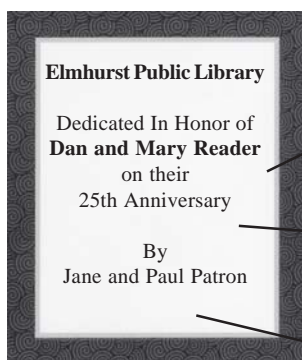 Elmhurst Public Library
Dedicated In Honor of
Dan and Mary Reader
on their
25th Anniversary
By
Jane and Paul Patron